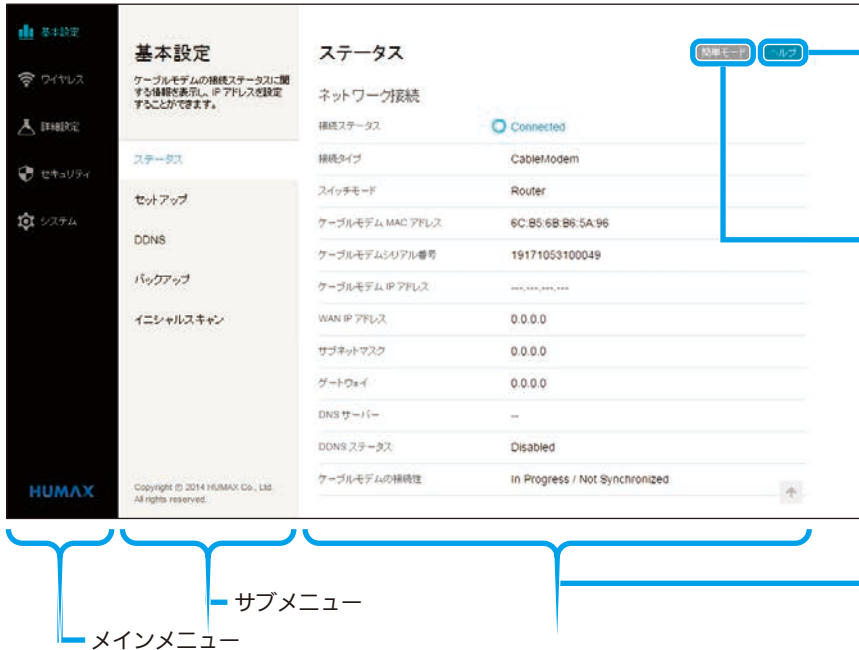 基本設定
ワイヤレス
詳細設定
セキュリティ
システム
HUMAX
基本設定
ケーブルモデムの接続ステータスに関
する情報を表示し、IP アドレスを設定
することができます。
ステータス
セットアップ
DDNS
バックアップ
イニシャルスキャン
Copyright © 2014 HUMAX Co., Ltd.
All rights reserved.
ステータス
簡単モード ヘルプ
ネットワーク接続
接続ステータス Connected
接続タイプ CableModem
スイッチモード Router
ケーブルモデム MAC アドレス 6C:B5:6B:B6:5A:96
ケーブルモデムシリアル番号 19171053100049
ケーブルモデム IP アドレス ---.---.---.---
WAN IP アドレス 0.0.0.0
サブネットマスク 0.0.0.0
ゲートウェイ 0.0.0.0
DNS サーバー --
DDNS ステータス Disabled
ケーブルモデムの接続性 In Progress / Not Synchronized
サブメニュー
メインメニュー